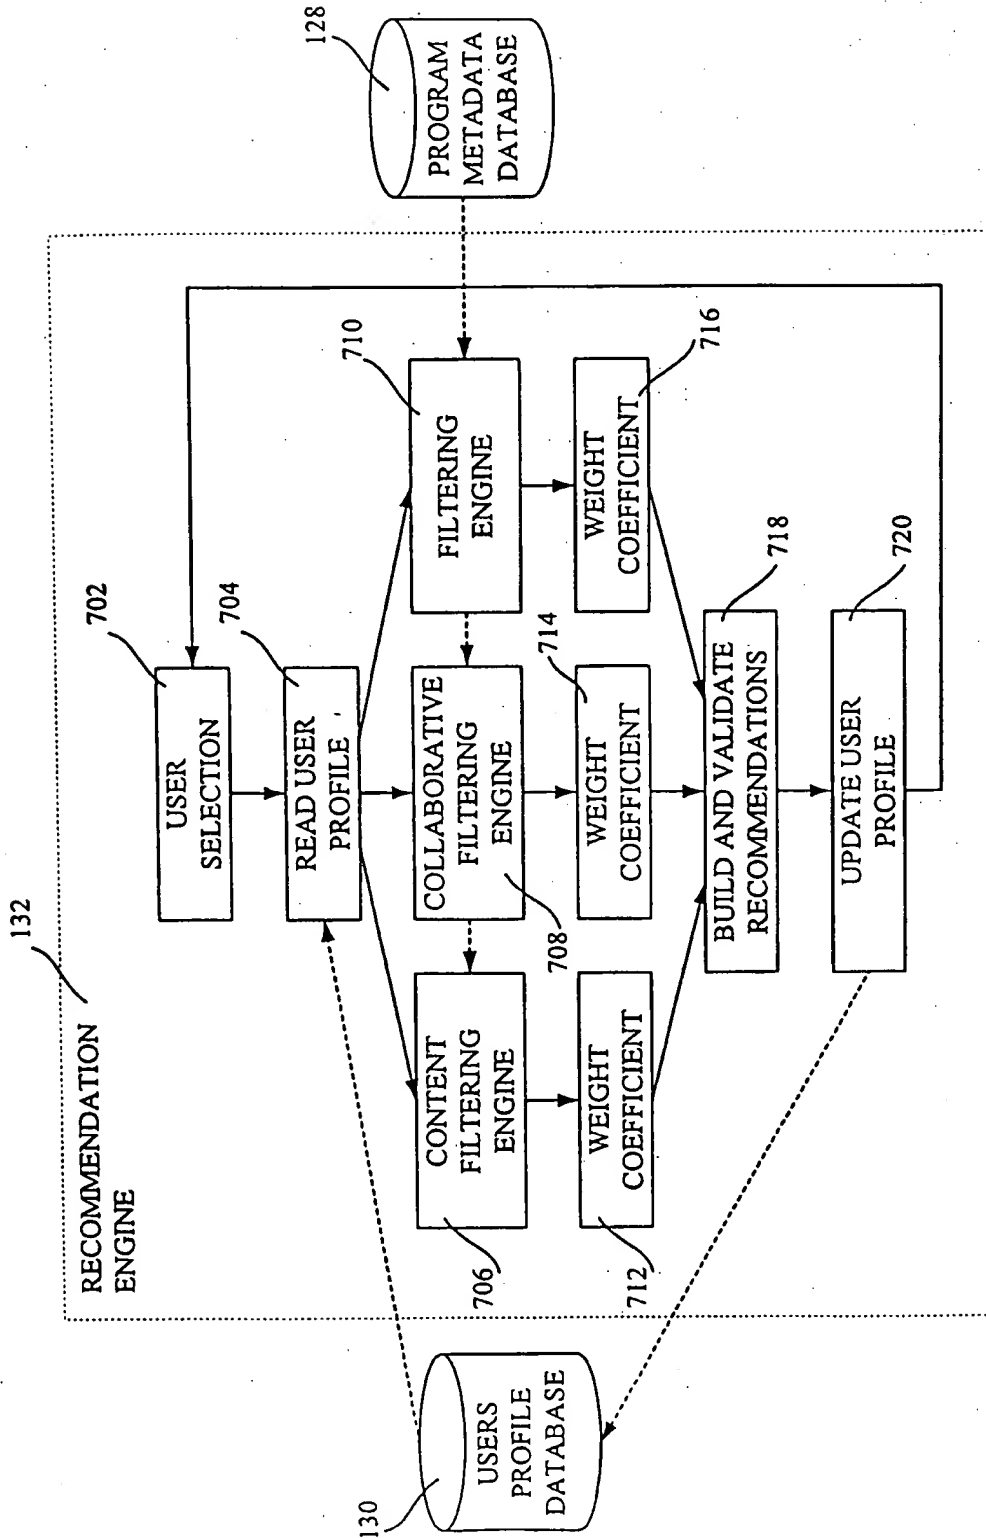 132
RECOMMENDATION
ENGINE
702
USER
SELECTION
704
READ USER
PROFILE
130
USERS
PROFILE
DATABASE
706
CONTENT
FILTERING
ENGINE
708
COLLABORATIVE
FILTERING
ENGINE
710
FILTERING
ENGINE
128
PROGRAM
METADATA
DATABASE
712
WEIGHT
COEFFICIENT
714
WEIGHT
COEFFICIENT
716
WEIGHT
COEFFICIENT
718
BUILD AND VALIDATE
RECOMMENDATIONS
720
UPDATE USER
PROFILE